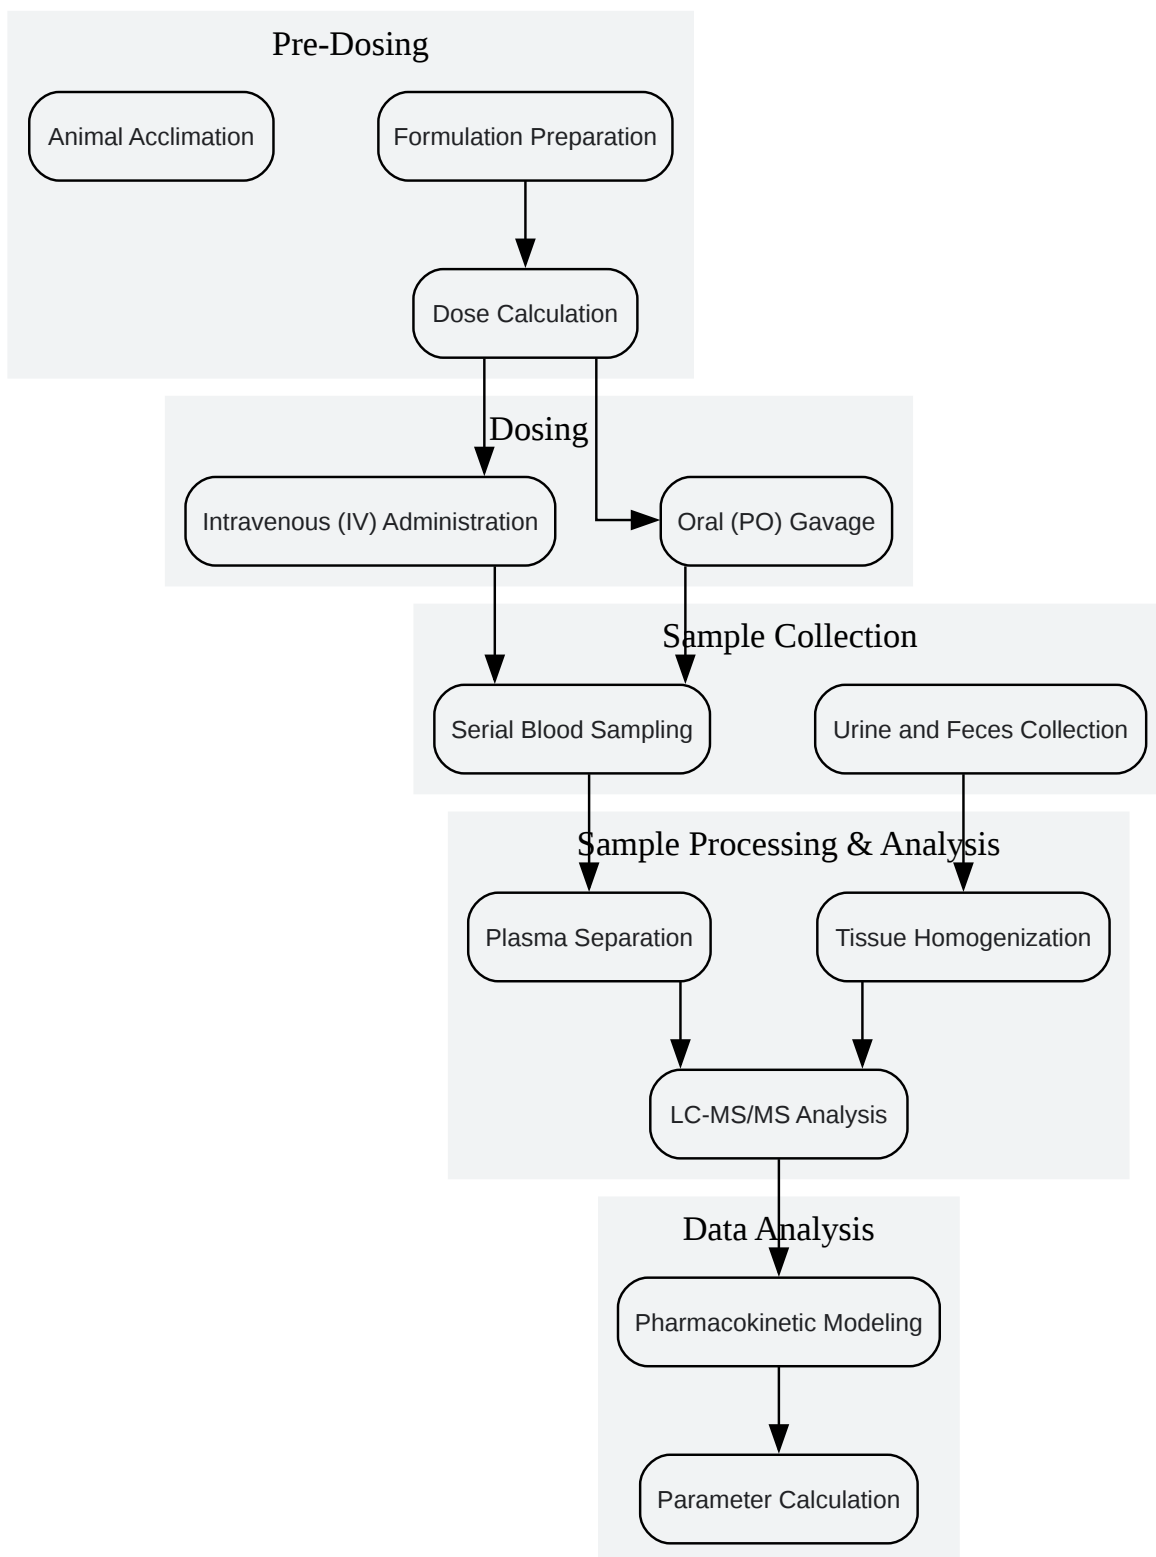 Pre-Dosing
Animal Acclimation
Formulation Preparation
Dose Calculation
Dosing
Intravenous (IV) Administration
Oral (PO) Gavage
Sample Collection
Serial Blood Sampling
Urine and Feces Collection
Sample Processing & Analysis
Plasma Separation
Tissue Homogenization
LC-MS/MS Analysis
Data Analysis
Pharmacokinetic Modeling
Parameter Calculation